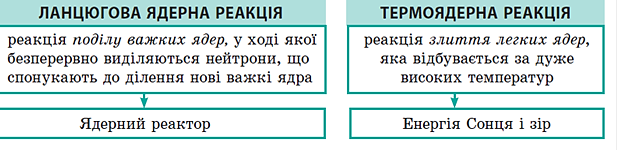 ЛАНЦЮГОВА ЯДЕРНА РЕАКЦІЯ
реакція поділу важких ядер, у ході якої
безперервно виділяються нейтрони, що
спонукають до ділення нові важкі ядра
Ядерний реактор
ТЕРМОЯДЕРНА РЕАКЦІЯ
реакція злиття легких ядер,
яка відбувається за дуже
високих температур
Енергія Сонця і зір